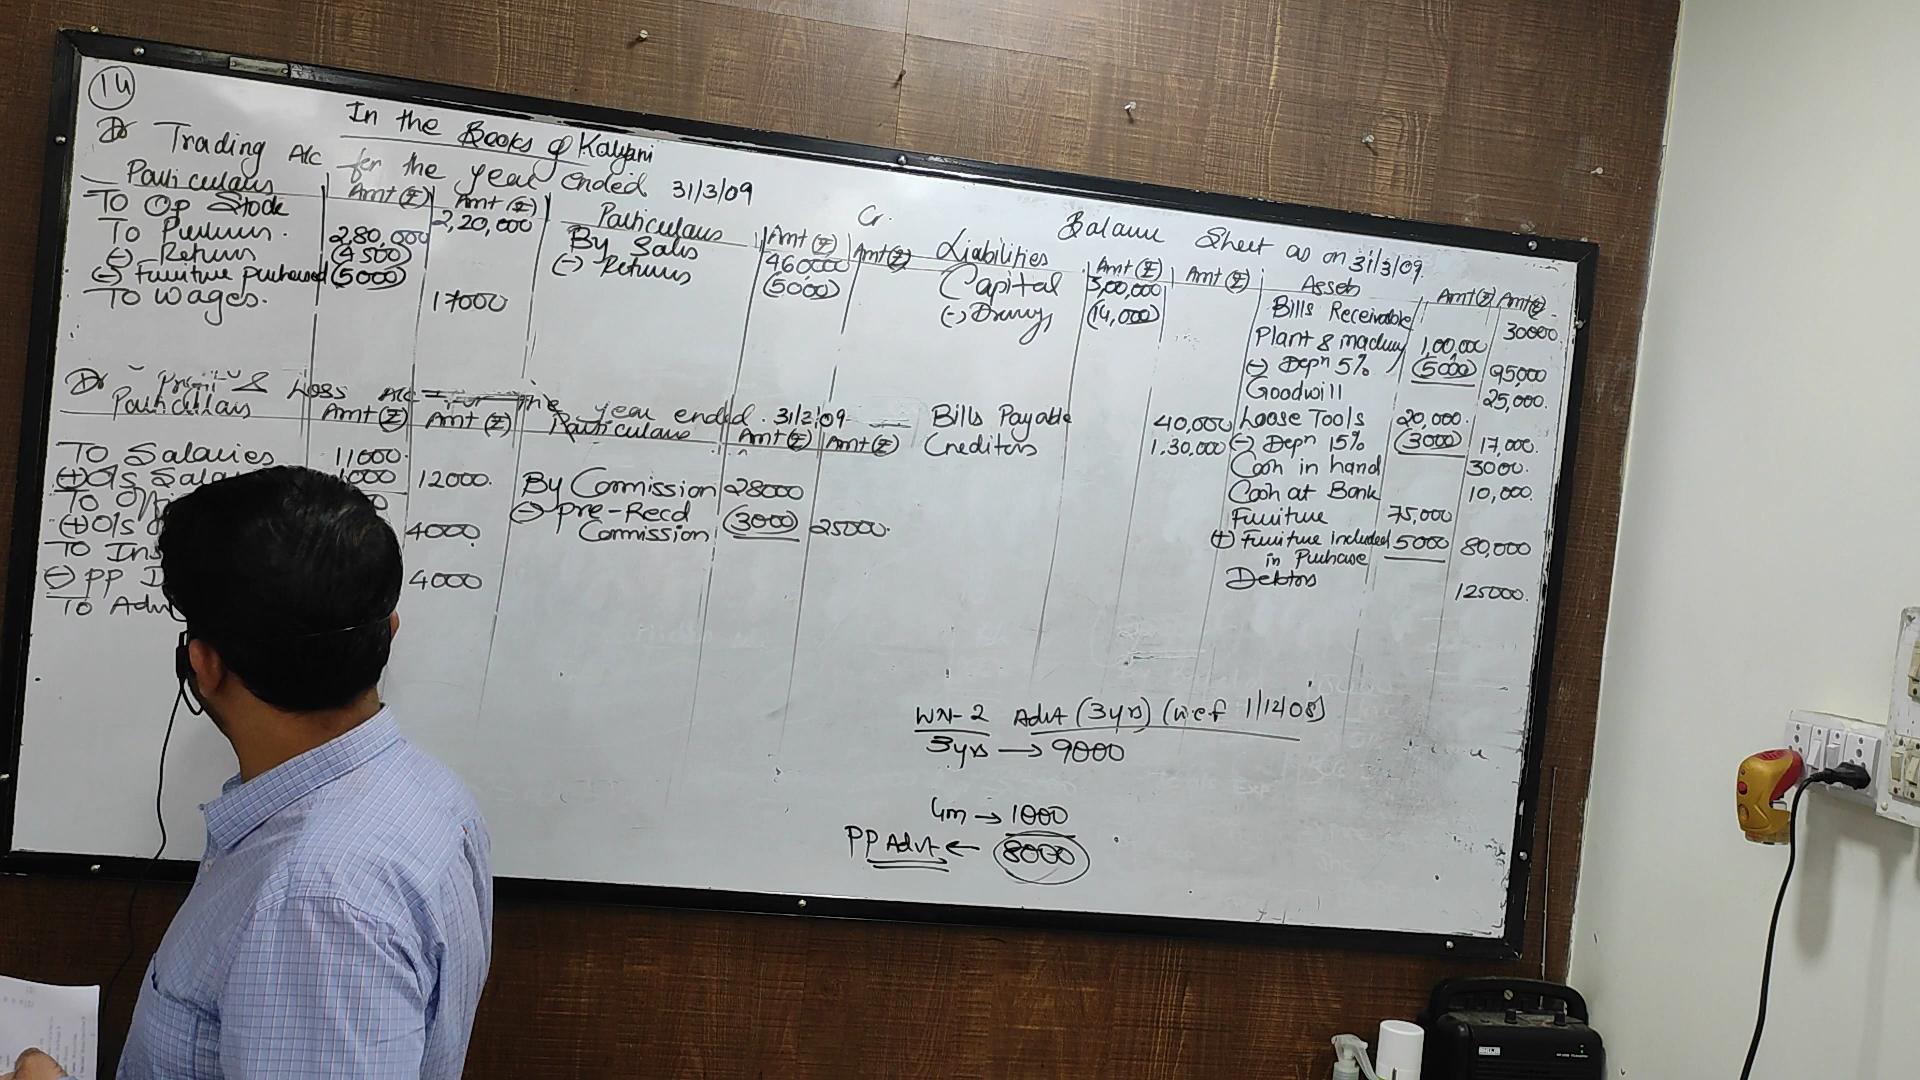 14
In the Books of Kalyani
Dr Trading A/c for the year ended 31/3/09 Cr.
Particulars Amt (₹) Amt (₹) Particulars Amt (₹) Amt (₹)
To Op Stock 2,20,000 By Sales 460000
To Purchases. 2,80,000 (-) Returns (5000)
(-) Returns (4500)
(-) Furniture purchased (5000)
To Wages. 17000
Dr Profit & Loss A/c for the year ended. 31/3/09
Particulars Amt (₹) Amt (₹) Particulars Amt (₹) Amt (₹)
To Salaries 11000
(+) O/s 1000 12000. By Commission 28000
(-) Pre-Recd
Commission (3000) 25000.
(+) O/s 4000
To Ins
(-) PP 4000
To Advt
Balance Sheet as on 31/3/09.
Liabilities Amt (₹) Amt (₹) Assets Amt (₹) Amt (₹)
Capital 3,00,000 Bills Receivable 30000.
(-) Drawings (14,000) Plant & machinery 1,00,000
(-) Depn 5% (5000) 95,000
Goodwill 25,000.
Bills Payable 40,000 Loose Tools 20,000.
Creditors 1,30,000 (-) Depn 15% (3000) 17,000.
Cash in hand 3000.
Cash at Bank 10,000.
Furniture 75,000
(+) Furniture included 5000 80,000
in Purchase
Debtors 125000.
WN-2 Advt (3yrs) (wef 1/12/08)
3yrs → 9000
4m → 1000
PP Advt ← 8000